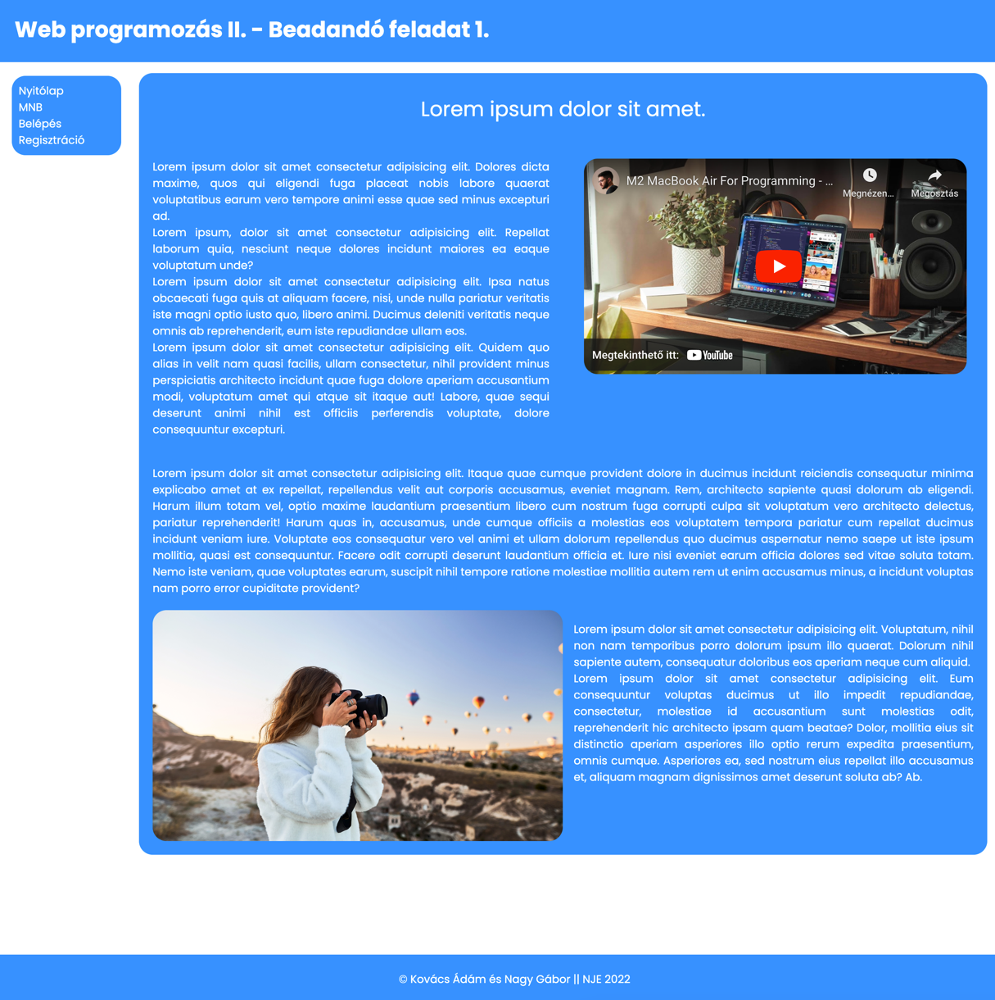 Web programozás II. - Beadandó feladat 1.
Nyitólap
MNB
Belépés
Regisztráció
Lorem ipsum dolor sit amet.
Lorem ipsum dolor sit amet consectetur adipisicing elit. Dolores dicta
maxime, quos qui eligendi fuga placeat nobis labore quaerat
voluptatibus earum vero tempore animi esse quae sed minus excepturi
ad.
Lorem ipsum, dolor sit amet consectetur adipisicing elit. Repellat
laborum quia, nesciunt neque dolores incidunt maiores ea eaque
voluptatum unde?
Lorem ipsum dolor sit amet consectetur adipisicing elit. Ipsa natus
obcaecati fuga quis at aliquam facere, nisi, unde nulla pariatur veritatis
iste magni optio iusto quo, libero animi. Ducimus deleniti veritatis neque
omnis ab reprehenderit, eum iste repudiandae ullam eos.
Lorem ipsum dolor sit amet consectetur adipisicing elit. Quidem quo
alias in velit nam quasi facilis, ullam consectetur, nihil provident minus
perspiciatis architecto incidunt quae fuga dolore aperiam accusantium
modi, voluptatum amet qui atque sit itaque aut! Labore, quae sequi
deserunt animi nihil est officiis perferendis voluptate, dolore
consequuntur excepturi.
M2 MacBook Air For Programming - ...
Megnézen...
Megosztás
Megtekinthető itt: YouTube
Lorem ipsum dolor sit amet consectetur adipisicing elit. Itaque quae cumque provident dolore in ducimus incidunt reiciendis consequatur minima
explicabo amet at ex repellat, repellendus velit aut corporis accusamus, eveniet magnam. Rem, architecto sapiente quasi dolorum ab eligendi.
Harum illum totam vel, optio maxime laudantium praesentium libero cum nostrum fuga corrupti culpa sit voluptatum vero architecto delectus,
pariatur reprehenderit! Harum quas in, accusamus, unde cumque officiis a molestias eos voluptatem tempora pariatur cum repellat ducimus
incidunt veniam iure. Voluptate eos consequatur vero vel animi et ullam dolorum repellendus quo ducimus aspernatur nemo saepe ut iste ipsum
mollitia, quasi est consequuntur. Facere odit corrupti deserunt laudantium officia et. Iure nisi eveniet earum officia dolores sed vitae soluta totam.
Nemo iste veniam, quae voluptates earum, suscipit nihil tempore ratione molestiae mollitia autem rem ut enim accusamus minus, a incidunt voluptas
nam porro error cupiditate provident?
Lorem ipsum dolor sit amet consectetur adipisicing elit. Voluptatum, nihil
non nam temporibus porro dolorum ipsum illo quaerat. Dolorum nihil
sapiente autem, consequatur doloribus eos aperiam neque cum aliquid.
Lorem ipsum dolor sit amet consectetur adipisicing elit. Eum
consequuntur voluptas ducimus ut illo impedit repudiandae,
consectetur, molestiae id accusantium sunt molestias odit,
reprehenderit hic architecto ipsam quam beatae? Dolor, mollitia eius sit
distinctio aperiam asperiores illo optio rerum expedita praesentium,
omnis cumque. Asperiores ea, sed nostrum eius repellat illo accusamus
et, aliquam magnam dignissimos amet deserunt soluta ab? Ab.
© Kovács Ádám és Nagy Gábor || NJE 2022